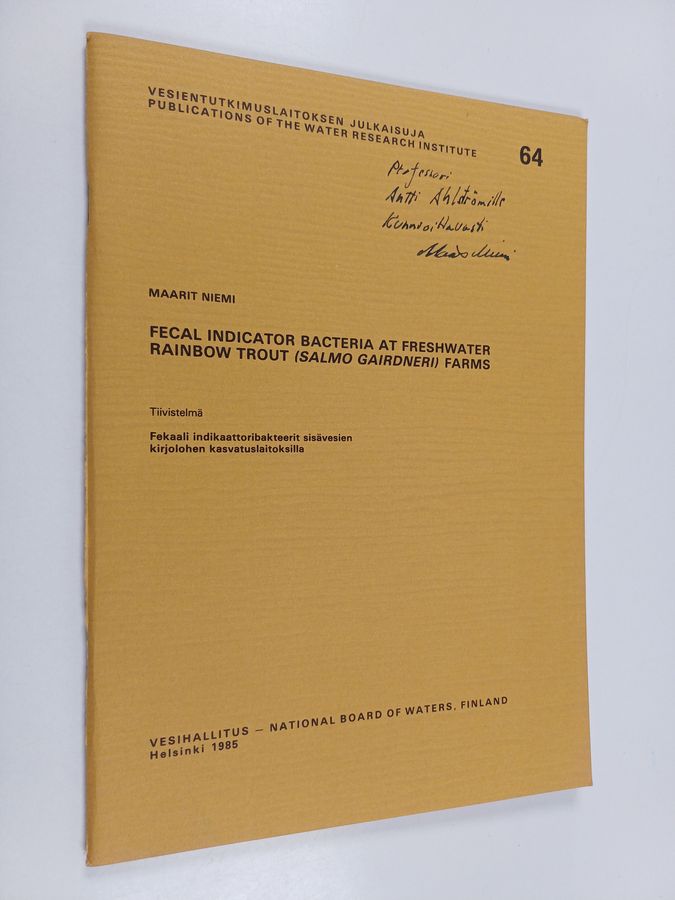 VESIENTUTKIMUSLAITOKSEN JULKAISUJA
PUBLICATIONS OF THE WATER RESEARCH INSTITUTE
64
Professori
Antti Ahlströmille
Kunnioittavasti
MAARIT NIEMI
FECAL INDICATOR BACTERIA AT FRESHWATER
RAINBOW TROUT (SALMO GAIRDNERI) FARMS
Tiivistelmä
Fekaali indikaattoribakteerit sisävesien
kirjolohen kasvatuslaitoksilla
VESIHALLITUS — NATIONAL BOARD OF WATERS, FINLAND
Helsinki 1985